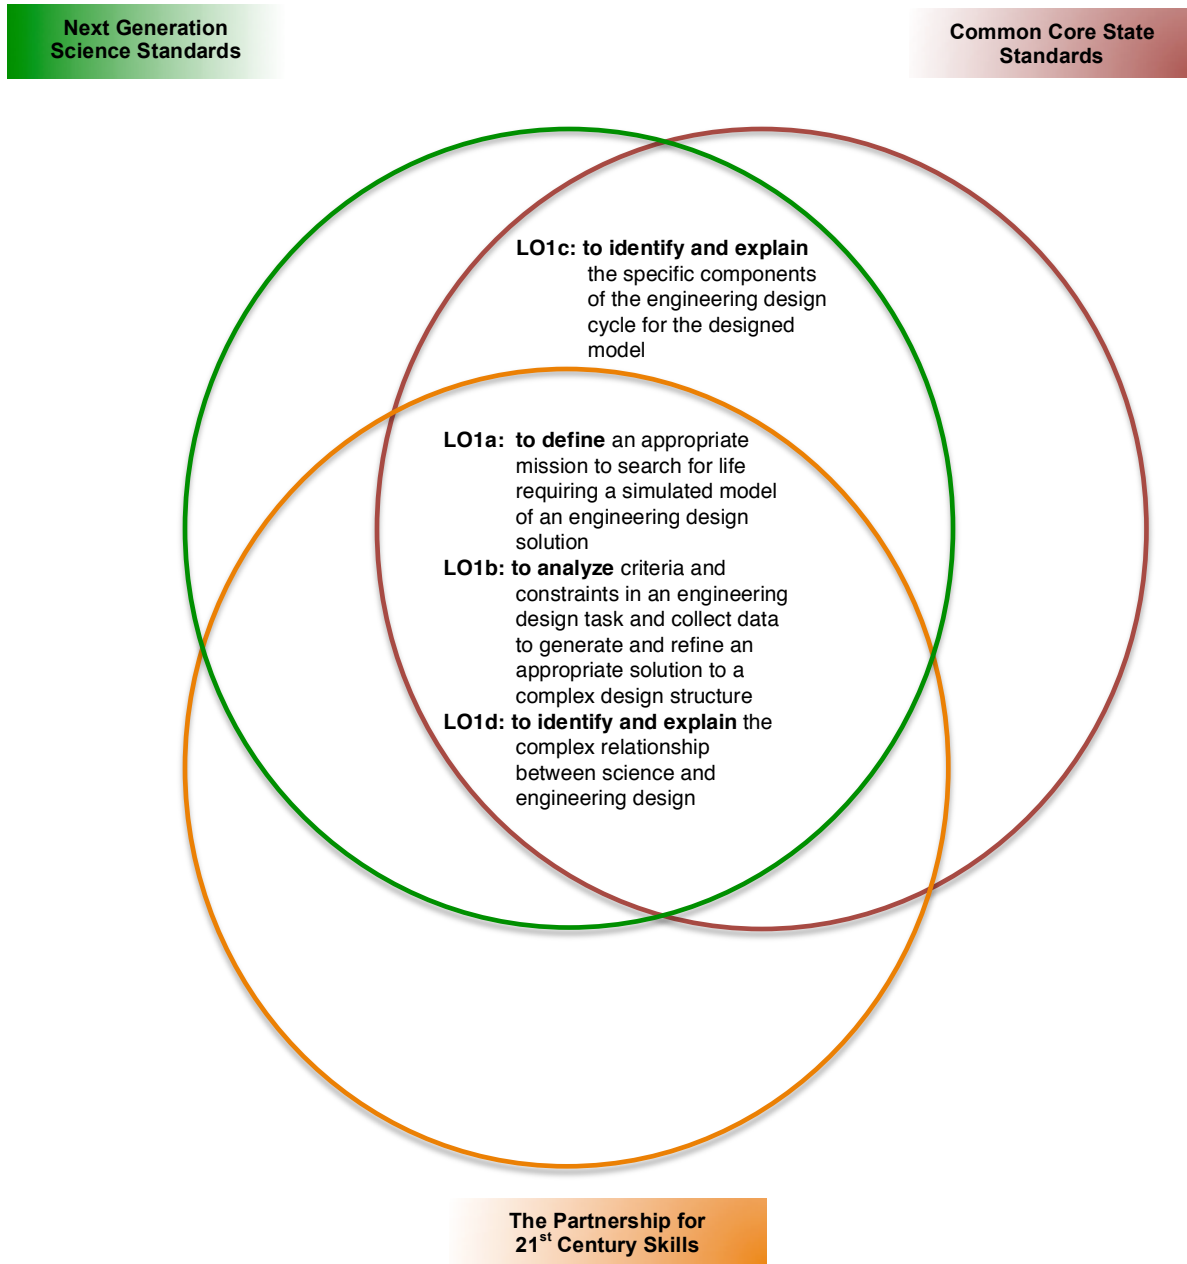 Next Generation
Science Standards
Common Core State
Standards
LO1c: to identify and explain
the specific components
of the engineering design
cycle for the designed
model
LO1a: to define an appropriate
mission to search for life
requiring a simulated model
of an engineering design
solution
LO1b: to analyze criteria and
constraints in an engineering
design task and collect data
to generate and refine an
appropriate solution to a
complex design structure
LO1d: to identify and explain the
complex relationship
between science and
engineering design
The Partnership for
21st Century Skills